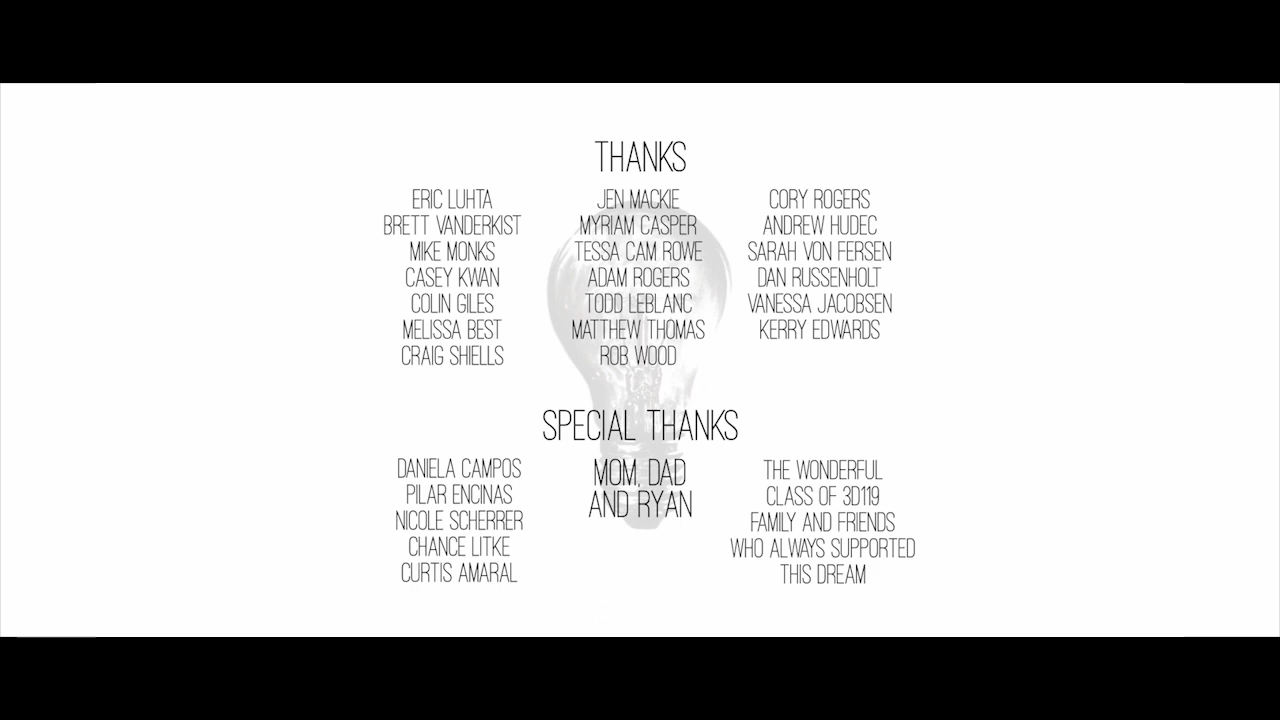 THANKS
ERIC LUHTA
BRETT VANDERKIST
MIKE MONKS
CASEY KWAN
COLIN GILES
MELISSA BEST
CRAIG SHIELLS
JEN MACKIE
MYRIAM CASPER
TESSA CAM ROWE
ADAM ROGERS
TODD LEBLANC
MATTHEW THOMAS
ROB WOOD
CORY ROGERS
ANDREW HUDEC
SARAH VON FERSEN
DAN RUSSENHOLT
VANESSA JACOBSEN
KERRY EDWARDS
SPECIAL THANKS
DANIELA CAMPOS
PILAR ENCINAS
NICOLE SCHERRER
CHANCE LITKE
CURTIS AMARAL
MOM, DAD
AND RYAN
THE WONDERFUL
CLASS OF 3D119
FAMILY AND FRIENDS
WHO ALWAYS SUPPORTED
THIS DREAM